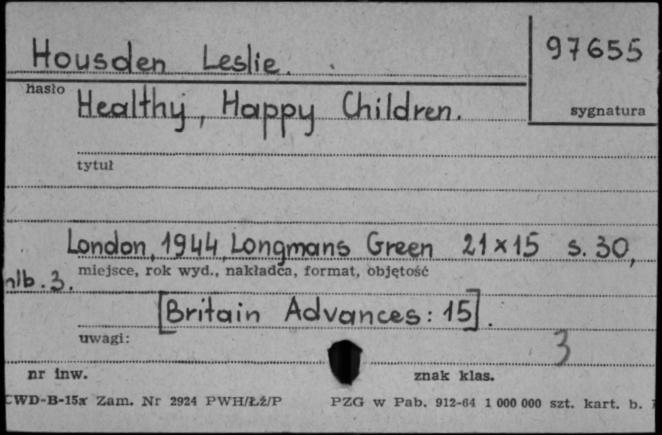 Housden Leslie.
97655
hasło
Healthy, Happy Children.
sygnatura
tytuł
London, 1944, Longmans Green 21×15 s. 30,
miejsce, rok wyd., nakładca, format, objętość
nlb. 3.
[Britain Advances: 15].
uwagi:
3
nr inw.
znak klas.
CWD-B-15x Zam. Nr 2924 PWH/ŁŻ/P PZG w Pab. 912-64 1 000 000 szt. kart. b.